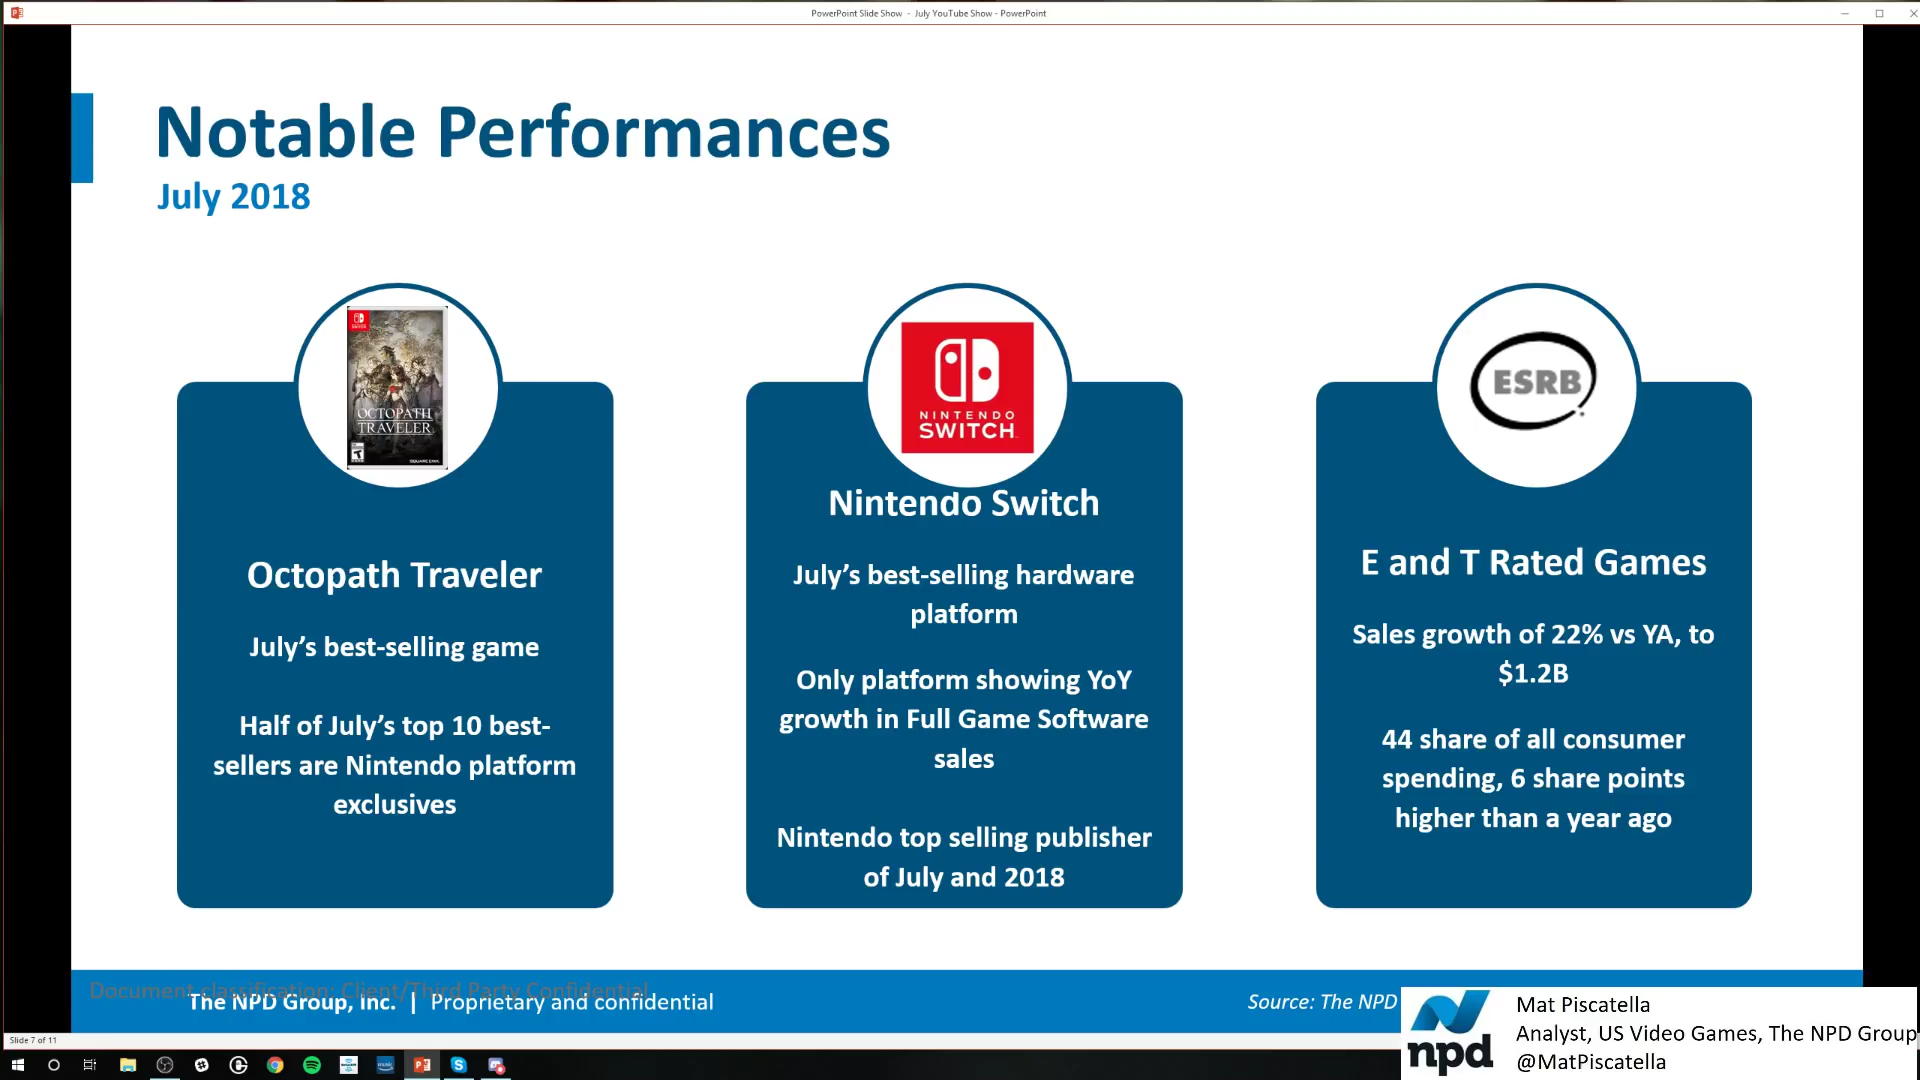 PowerPoint Slide Show - July YouTube Show - PowerPoint
Notable Performances
July 2018
OCTOPATH
TRAVELER
SQUARE ENIX
T
Octopath Traveler
July’s best-selling game
Half of July’s top 10 best-
sellers are Nintendo platform
exclusives
NINTENDO
SWITCH
Nintendo Switch
July’s best-selling hardware
platform
Only platform showing YoY
growth in Full Game Software
sales
Nintendo top selling publisher
of July and 2018
ESRB
E and T Rated Games
Sales growth of 22% vs YA, to
$1.2B
44 share of all consumer
spending, 6 share points
higher than a year ago
Document classification: Client/Third Party Confidential
The NPD Group, Inc. | Proprietary and confidential
Source: The NPD
npd
Mat Piscatella
Analyst, US Video Games, The NPD Group
@MatPiscatella
Slide 7 of 11